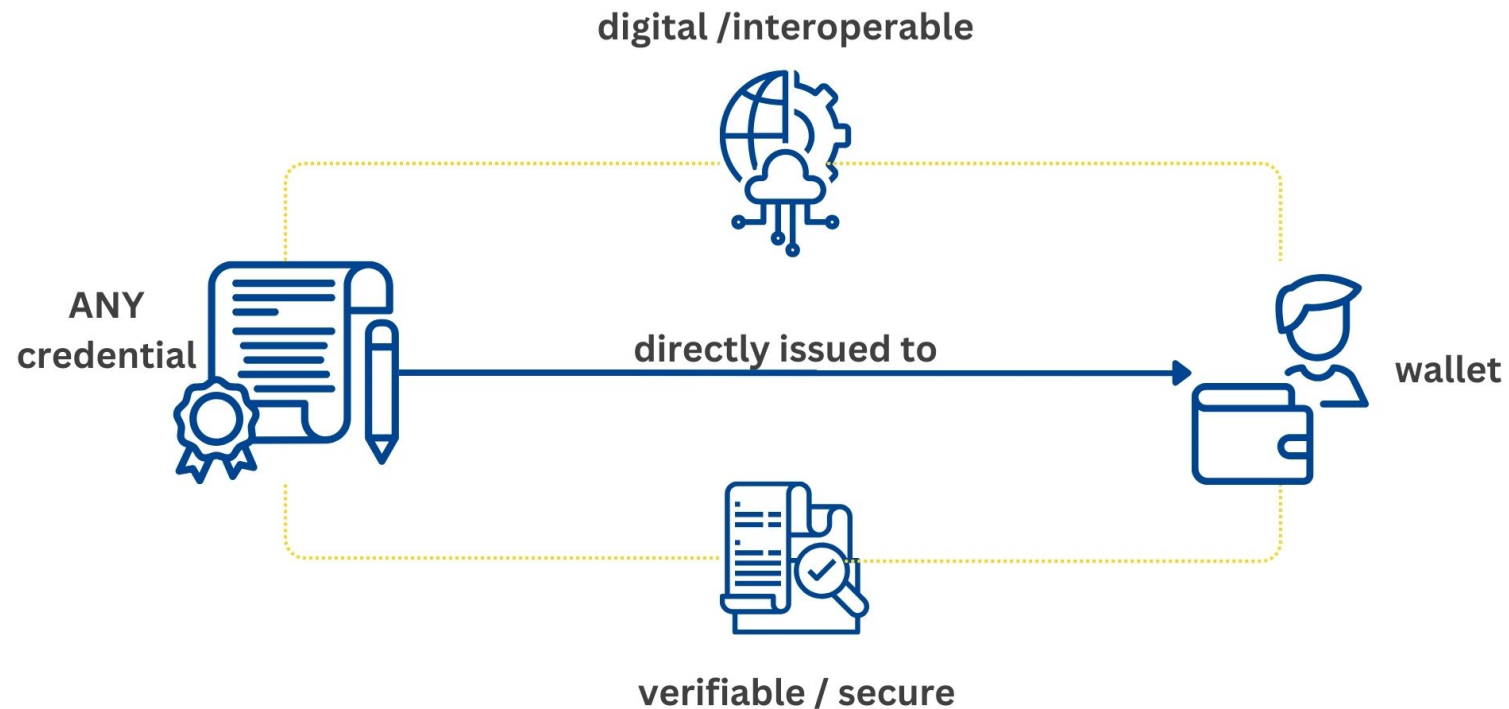 digital /interoperable
ANY
credential
directly issued to
wallet
verifiable / secure